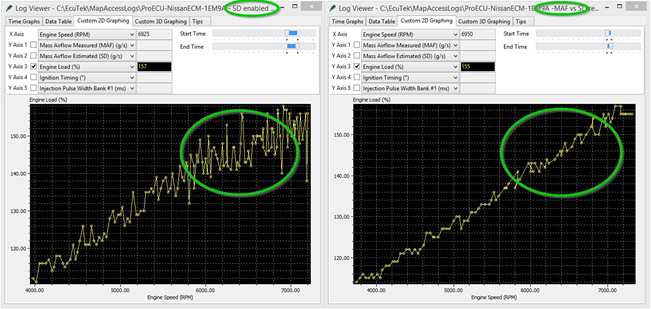 Log Viewer - C:\EcuTek\MapAccessLogs\ProECU-NissanECM-1EM9A - SD enabled ...
Time Graphs Data Table Custom 2D Graphing Custom 3D Graphing Tips
X Axis Engine Speed (RPM) 6925 Start Time
Y Axis 1 Mass Airflow Measured (MAF) (g/s) End Time
Y Axis 2 Mass Airflow Estimated (SD) (g/s)
Y Axis 3 Engine Load (%) 157
Y Axis 4 Ignition Timing (°)
Y Axis 5 Injection Pulse Width Bank #1 (ms)
Engine Load (%)
150.00
140.00
130.00
120.00
4000.00 5000.00 6000.00 7000.00
Engine Speed (RPM)
Log Viewer - C:\EcuTek\MapAccessLogs\ProECU-NissanECM-1EM9A -MAF vs
Time Graphs Data Table Custom 2D Graphing Custom 3D Graphing Tips
X Axis Engine Speed (RPM) 6950 Start Time
Y Axis 1 Mass Airflow Measured (MAF) (g/s) End Time
Y Axis 2 Mass Airflow Estimated (SD) (g/s)
Y Axis 3 Engine Load (%) 155
Y Axis 4 Ignition Timing (°)
Y Axis 5 Injection Pulse Width Bank #1 (ms)
Engine Load (%)
150.00
140.00
130.00
120.00
4000.00 5000.00 6000.00 7000.00
Engine Speed (RPM)